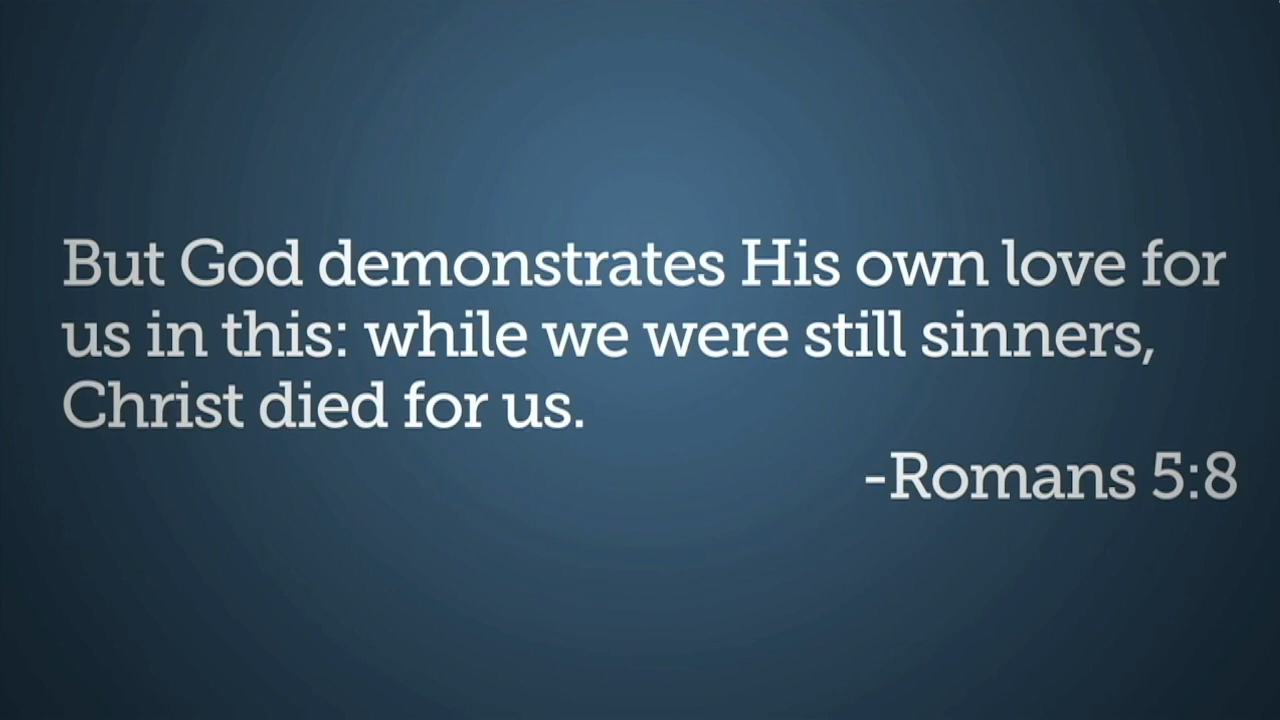 But God demonstrates His own love for
us in this: while we were still sinners,
Christ died for us.
-Romans 5:8